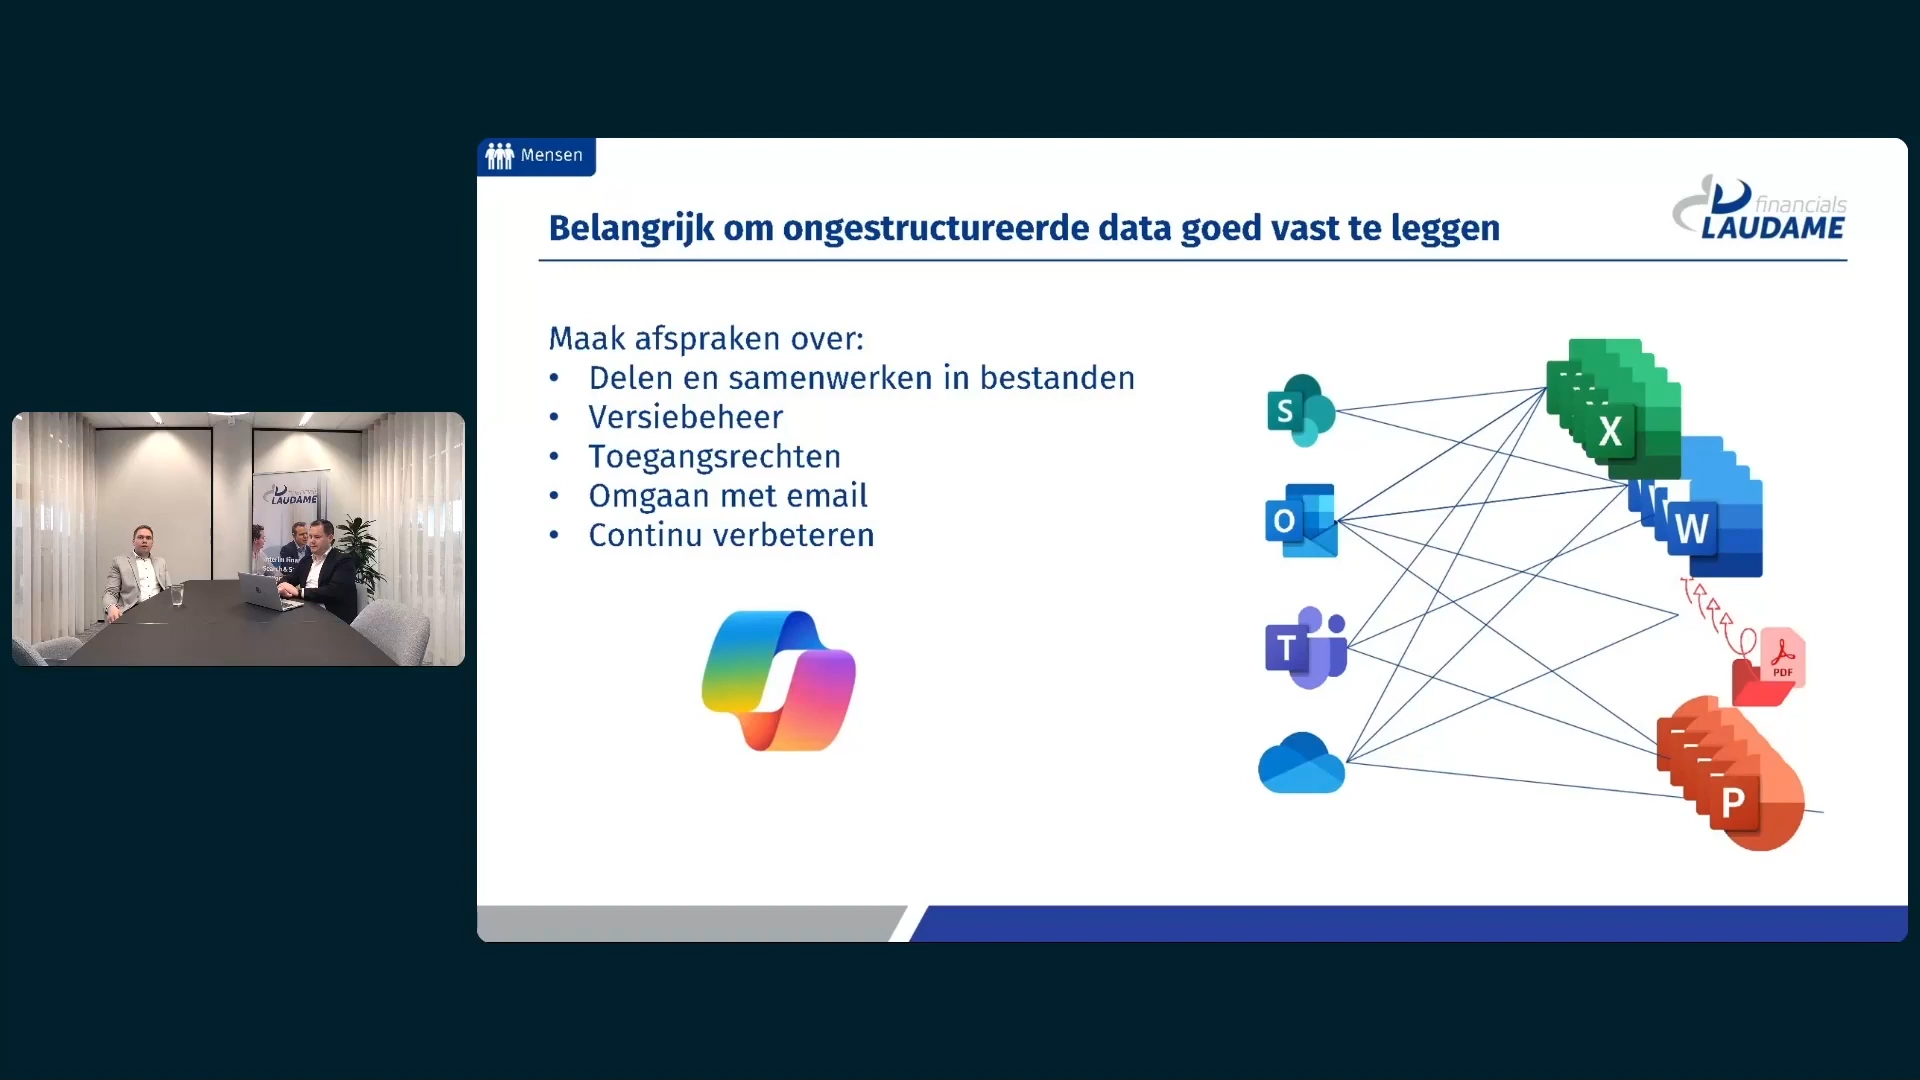 Mensen
financials
LAUDAME
Belangrijk om ongestructureerde data goed vast te leggen
Maak afspraken over:
• Delen en samenwerken in bestanden
• Versiebeheer
• Toegangsrechten
• Omgaan met email
• Continu verbeteren
S
O
T
X
W
PDF
P
LAUDAME